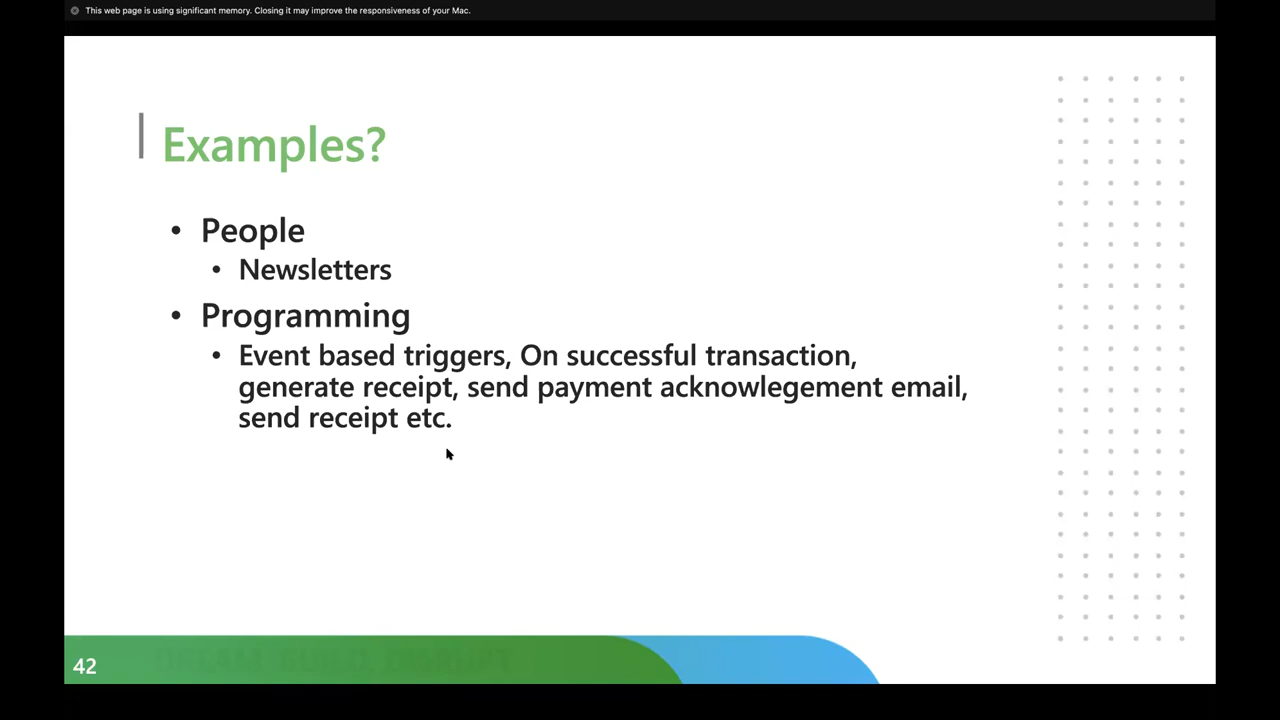 This web page is using significant memory. Closing it may improve the responsiveness of your Mac.
Examples?
• People
• Newsletters
• Programming
• Event based triggers, On successful transaction,
generate receipt, send payment acknowlegement email,
send receipt etc.
42